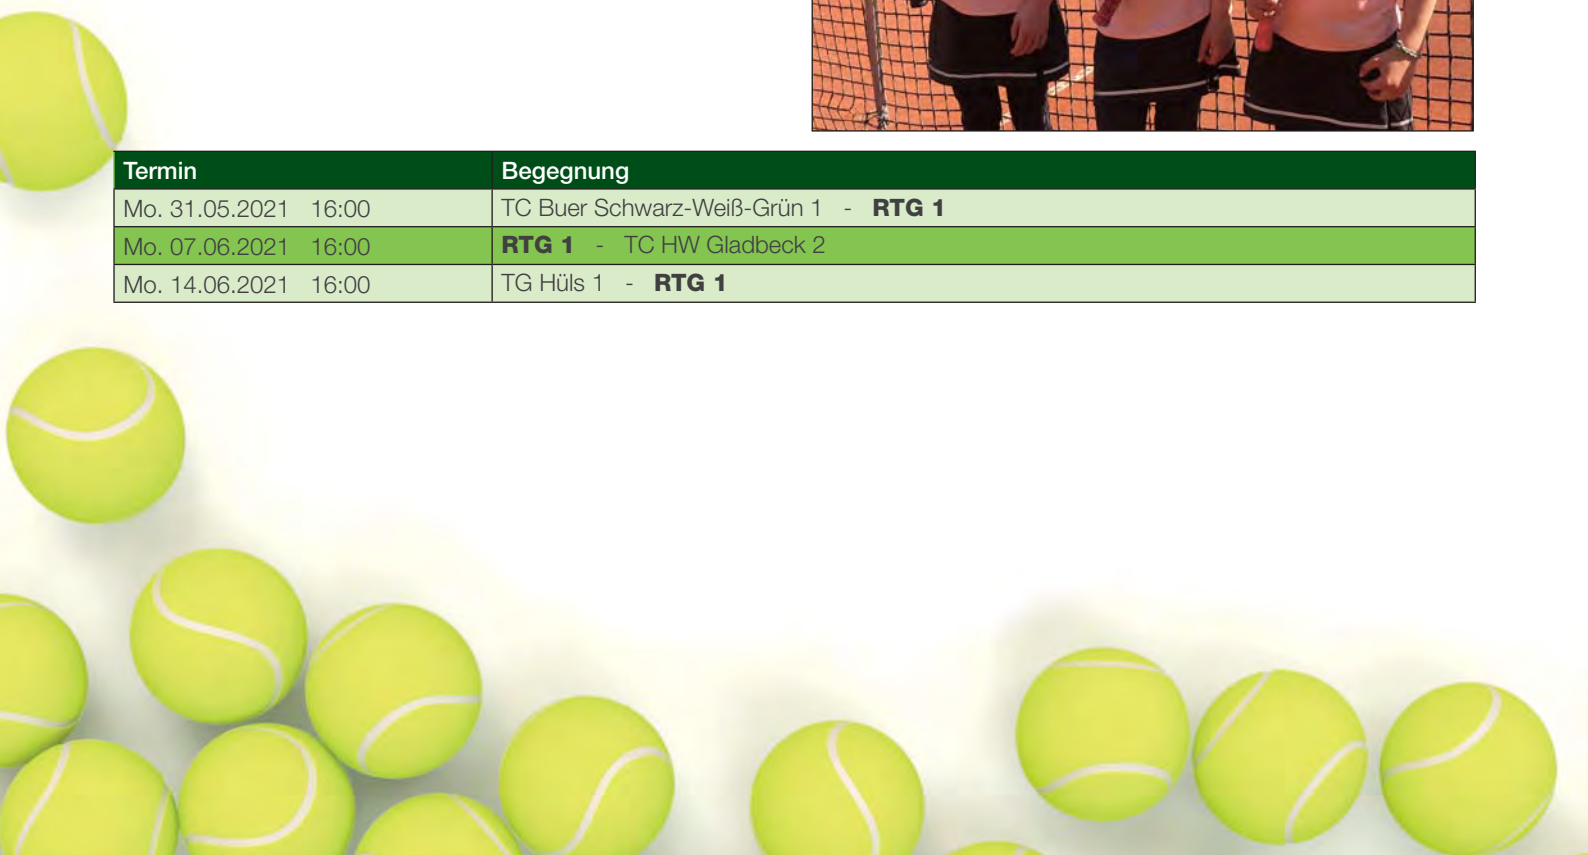 Termin Begegnung
Mo. 31.05.2021 16:00 TC Buer Schwarz-Weiß-Grün 1 - RTG 1
Mo. 07.06.2021 16:00 RTG 1 - TC HW Gladbeck 2
Mo. 14.06.2021 16:00 TG Hüls 1 - RTG 1